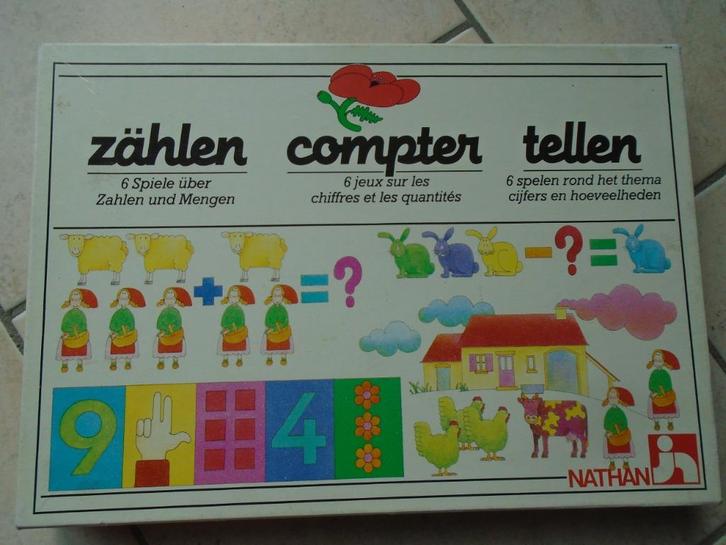 zählen
6 Spiele über
Zahlen und Mengen
compter
6 jeux sur les
chiffres et les quantités
tellen
6 spelen rond het thema
cijfers en hoeveelheden
+ = ?
- ? =
9 4
NATHAN